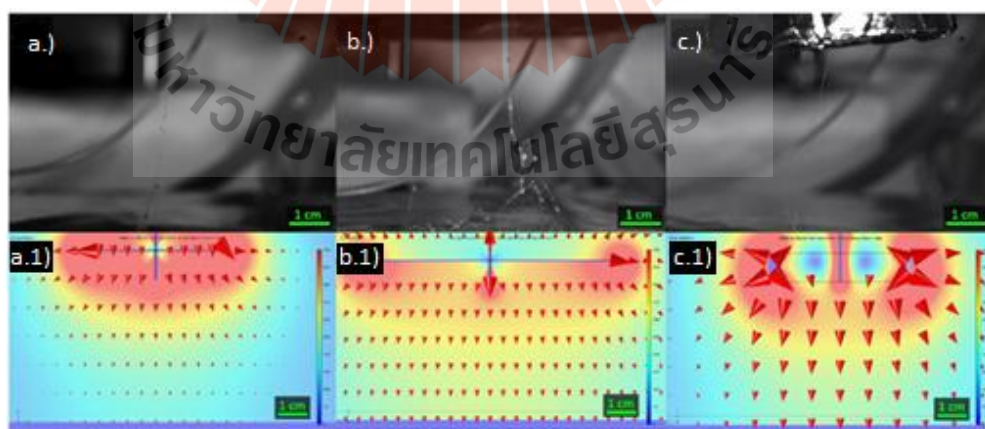 a.)
b.)
c.)
มหาวิทยาลัยเทคโนโลยีสุรนารี
1 cm
1 cm
1 cm
a.1)
b.1)
c.1)
1 cm
1 cm
1 cm